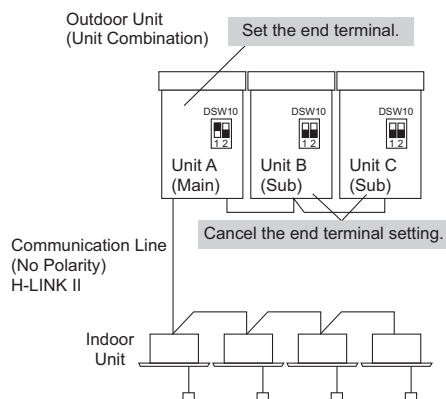 Outdoor Unit
(Unit Combination)
Set the end terminal.
DSW10
1 2
Unit A
(Main)
DSW10
1 2
Unit B
(Sub)
DSW10
1 2
Unit C
(Sub)
Cancel the end terminal setting.
Communication Line
(No Polarity)
H-LINK II
Indoor
Unit